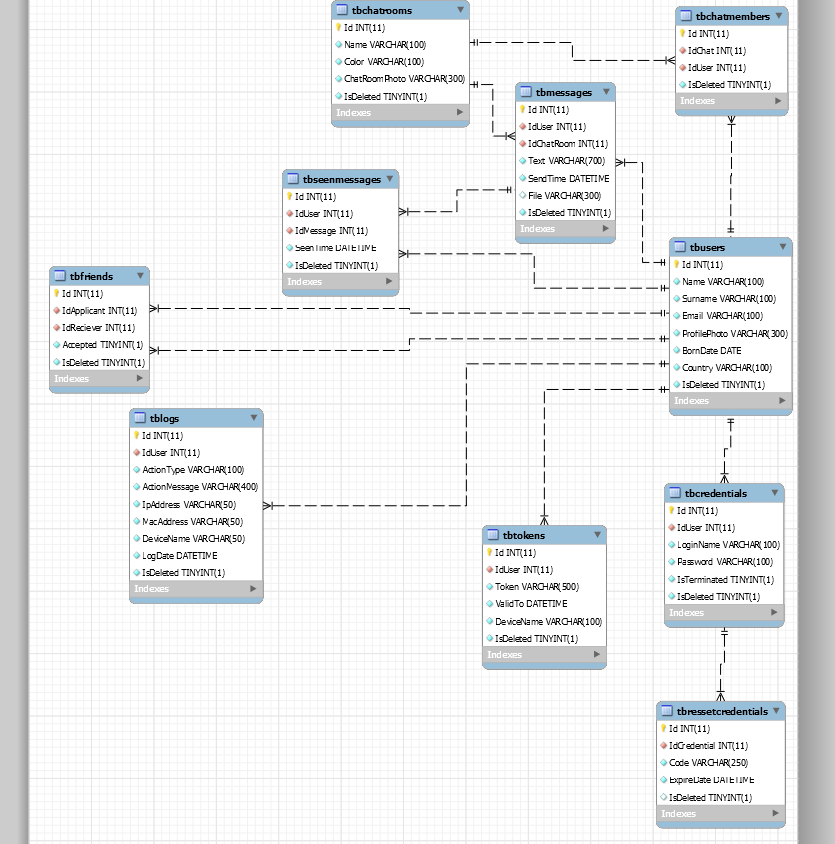 tbchatrooms
Id INT(11)
Name VARCHAR(100)
Color VARCHAR(100)
ChatRoomPhoto VARCHAR(300)
IsDeleted TINYINT(1)
Indexes
tbchatmembers
Id INT(11)
IdChat INT(11)
IdUser INT(11)
IsDeleted TINYINT(1)
Indexes
tbmessages
Id INT(11)
IdUser INT(11)
IdChatRoom INT(11)
Text VARCHAR(700)
SendTime DATETIME
File VARCHAR(300)
IsDeleted TINYINT(1)
Indexes
tbseenmessages
Id INT(11)
IdUser INT(11)
IdMessage INT(11)
SeenTime DATETIME
IsDeleted TINYINT(1)
Indexes
tbusers
Id INT(11)
Name VARCHAR(100)
Surname VARCHAR(100)
Email VARCHAR(100)
ProfilePhoto VARCHAR(300)
BornDate DATE
Country VARCHAR(100)
IsDeleted TINYINT(1)
Indexes
tbfriends
Id INT(11)
IdApplicant INT(11)
IdReciever INT(11)
Accepted TINYINT(1)
IsDeleted TINYINT(1)
Indexes
tblogs
Id INT(11)
IdUser INT(11)
ActionType VARCHAR(100)
ActionMessage VARCHAR(400)
IpAddress VARCHAR(50)
MacAddress VARCHAR(50)
DeviceName VARCHAR(50)
LogDate DATETIME
IsDeleted TINYINT(1)
Indexes
tbcredentials
Id INT(11)
IdUser INT(11)
LoginName VARCHAR(100)
Password VARCHAR(100)
IsTerminated TINYINT(1)
IsDeleted TINYINT(1)
Indexes
tbtokens
Id INT(11)
IdUser INT(11)
Token VARCHAR(500)
ValidTo DATETIME
DeviceName VARCHAR(100)
IsDeleted TINYINT(1)
Indexes
tbressetcredentials
Id INT(11)
IdCredential INT(11)
Code VARCHAR(250)
ExpireDate DATETIME
IsDeleted TINYINT(1)
Indexes